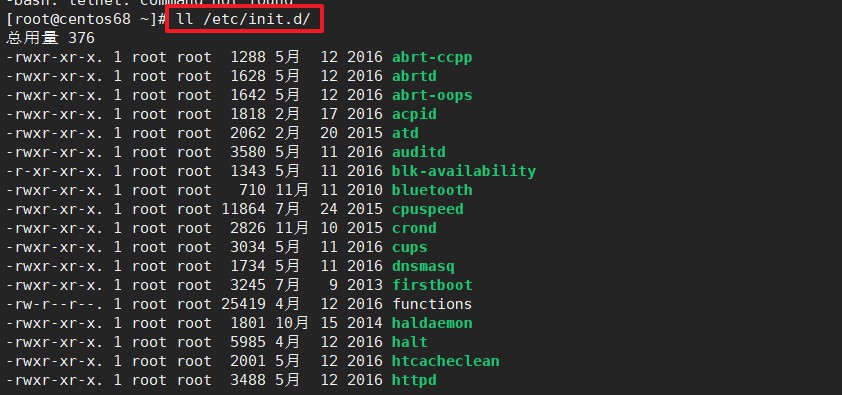 -bash: telnet: command not found
[root@centos68 ~]# ll /etc/init.d/
总用量 376
-rwxr-xr-x. 1 root root  1288 5月  12 2016 abrt-ccpp
-rwxr-xr-x. 1 root root  1628 5月  12 2016 abrtd
-rwxr-xr-x. 1 root root  1642 5月  12 2016 abrt-oops
-rwxr-xr-x. 1 root root  1818 2月  17 2016 acpid
-rwxr-xr-x. 1 root root  2062 2月  20 2015 atd
-rwxr-xr-x. 1 root root  3580 5月  11 2016 auditd
-r-xr-xr-x. 1 root root  1343 5月  11 2016 blk-availability
-rwxr-xr-x. 1 root root   710 11月 11 2010 bluetooth
-rwxr-xr-x. 1 root root 11864 7月  24 2015 cpuspeed
-rwxr-xr-x. 1 root root  2826 11月 10 2015 crond
-rwxr-xr-x. 1 root root  3034 5月  11 2016 cups
-rwxr-xr-x. 1 root root  1734 5月  11 2016 dnsmasq
-rwxr-xr-x. 1 root root  3245 7月   9 2013 firstboot
-rw-r--r--. 1 root root 25419 4月  12 2016 functions
-rwxr-xr-x. 1 root root  1801 10月 15 2014 haldaemon
-rwxr-xr-x. 1 root root  5985 4月  12 2016 halt
-rwxr-xr-x. 1 root root  2001 5月  12 2016 htcacheclean
-rwxr-xr-x. 1 root root  3488 5月  12 2016 httpd